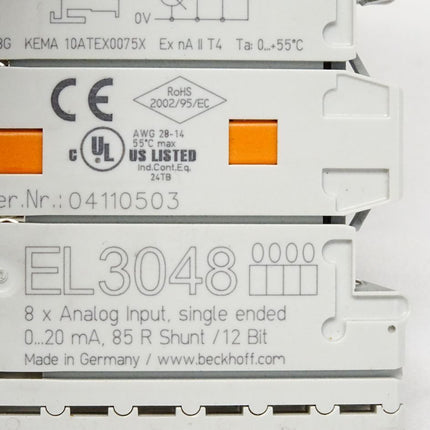 0V
KEMA 10ATEX0075X Ex nA II T4 Ta: 0...+55°C
CE
RoHS
2002/95/EC
AWG 28-14
55°C max
C UL US LISTED
Ind.Cont.Eq.
24TB
er.Nr.: 04110503
EL3048 0000
8 x Analog Input, single ended
0...20 mA, 85 R Shunt / 12 Bit
Made in Germany / www.beckhoff.com